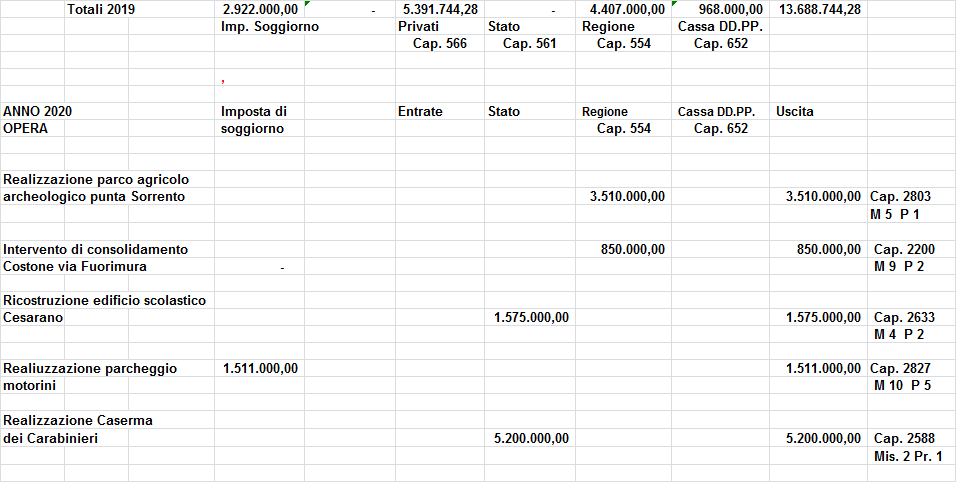 Totali 2019 2.922.000,00 - 5.391.744,28 - 4.407.000,00 968.000,00 13.688.744,28
Imp. Soggiorno Privati Stato Regione Cassa DD.PP.
Cap. 566 Cap. 561 Cap. 554 Cap. 652
,
ANNO 2020 Imposta di Entrate Stato Regione Cassa DD.PP. Uscita
OPERA soggiorno Cap. 554 Cap. 652
Realizzazione parco agricolo
archeologico punta Sorrento 3.510.000,00 3.510.000,00 Cap. 2803
M 5 P 1
Intervento di consolidamento 850.000,00 850.000,00 Cap. 2200
Costone via Fuorimura - M 9 P 2
Ricostruzione edificio scolastico
Cesarano 1.575.000,00 1.575.000,00 Cap. 2633
M 4 P 2
Realiuzzazione parcheggio 1.511.000,00 1.511.000,00 Cap. 2827
motorini M 10 P 5
Realizzazione Caserma
dei Carabinieri 5.200.000,00 5.200.000,00 Cap. 2588
Mis. 2 Pr. 1